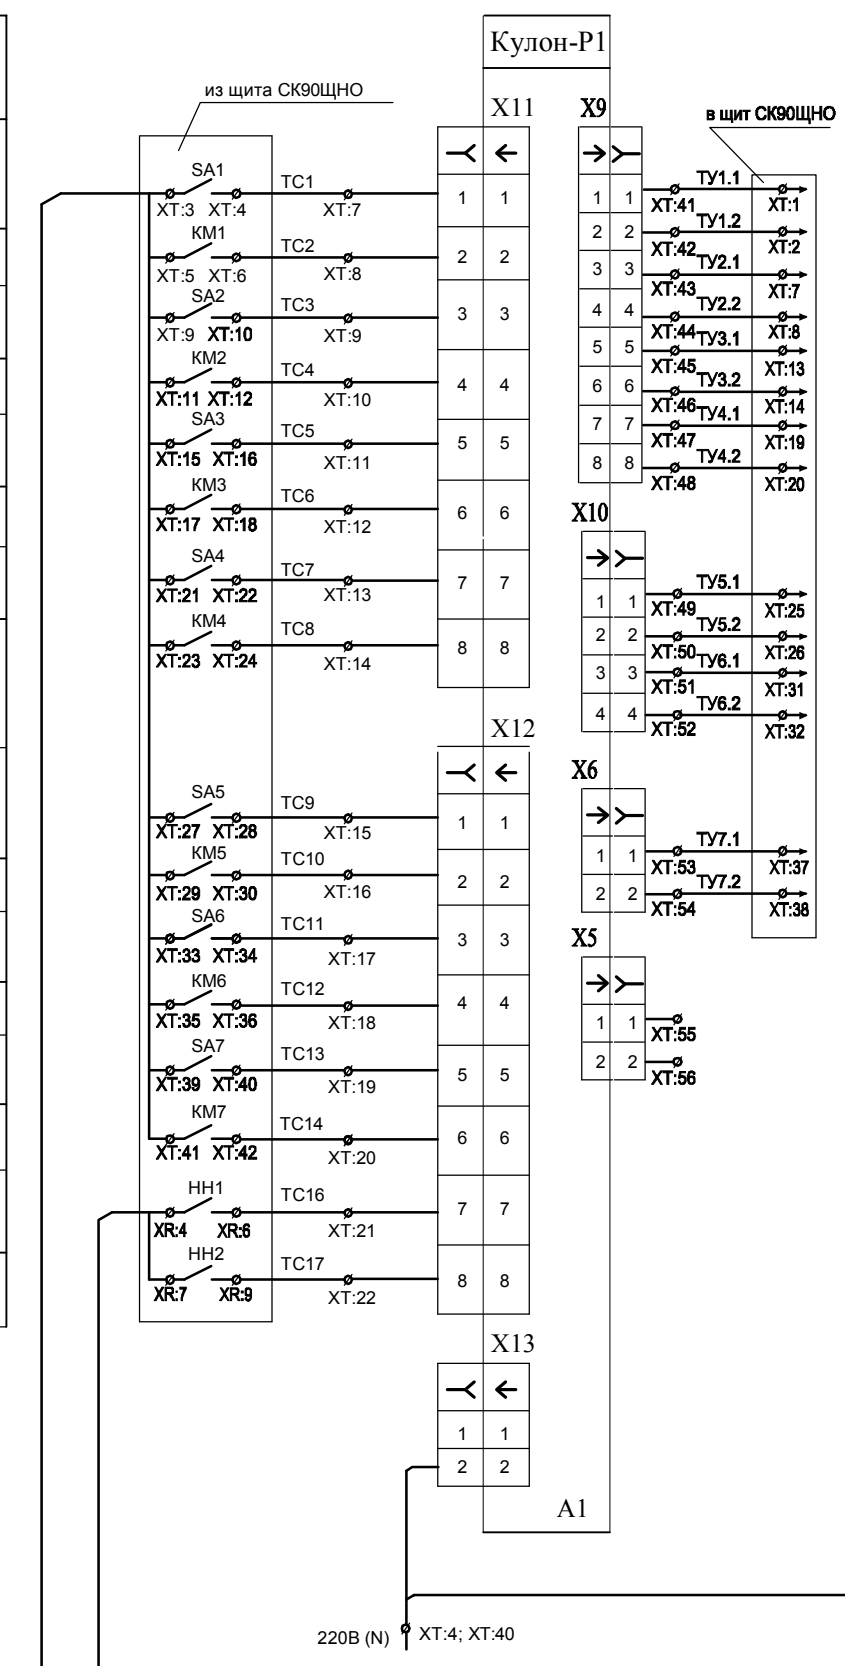 Кулон-Р1
из щита СК90ЩНО
в щит СК90ЩНО
X11
SA1
XT:3 XT:4
TC1
XT:7
1 1
KM1
XT:5 XT:6
TC2
XT:8
2 2
SA2
XT:9 XT:10
TC3
XT:9
3 3
KM2
XT:11 XT:12
TC4
XT:10
4 4
SA3
XT:15 XT:16
TC5
XT:11
5 5
KM3
XT:17 XT:18
TC6
XT:12
6 6
SA4
XT:21 XT:22
TC7
XT:13
7 7
KM4
XT:23 XT:24
TC8
XT:14
8 8
X12
SA5
XT:27 XT:28
TC9
XT:15
1 1
KM5
XT:29 XT:30
TC10
XT:16
2 2
SA6
XT:33 XT:34
TC11
XT:17
3 3
KM6
XT:35 XT:36
TC12
XT:18
4 4
SA7
XT:39 XT:40
TC13
XT:19
5 5
KM7
XT:41 XT:42
TC14
XT:20
6 6
HH1
XR:4 XR:6
TC16
XT:21
7 7
HH2
XR:7 XR:9
TC17
XT:22
8 8
X13
1 1
2 2
A1
220В (N)
XT:4; XT:40
X9
1 1
XT:41
ТУ1.1
XT:1
2 2
XT:42
ТУ1.2
XT:2
3 3
XT:43
ТУ2.1
XT:7
4 4
XT:44
ТУ2.2
XT:8
5 5
XT:45
ТУ3.1
XT:13
6 6
XT:46
ТУ3.2
XT:14
7 7
XT:47
ТУ4.1
XT:19
8 8
XT:48
ТУ4.2
XT:20
X10
1 1
XT:49
ТУ5.1
XT:25
2 2
XT:50
ТУ5.2
XT:26
3 3
XT:51
ТУ6.1
XT:31
4 4
XT:52
ТУ6.2
XT:32
X6
1 1
XT:53
ТУ7.1
XT:37
2 2
XT:54
ТУ7.2
XT:38
X5
1 1
XT:55
2 2
XT:56